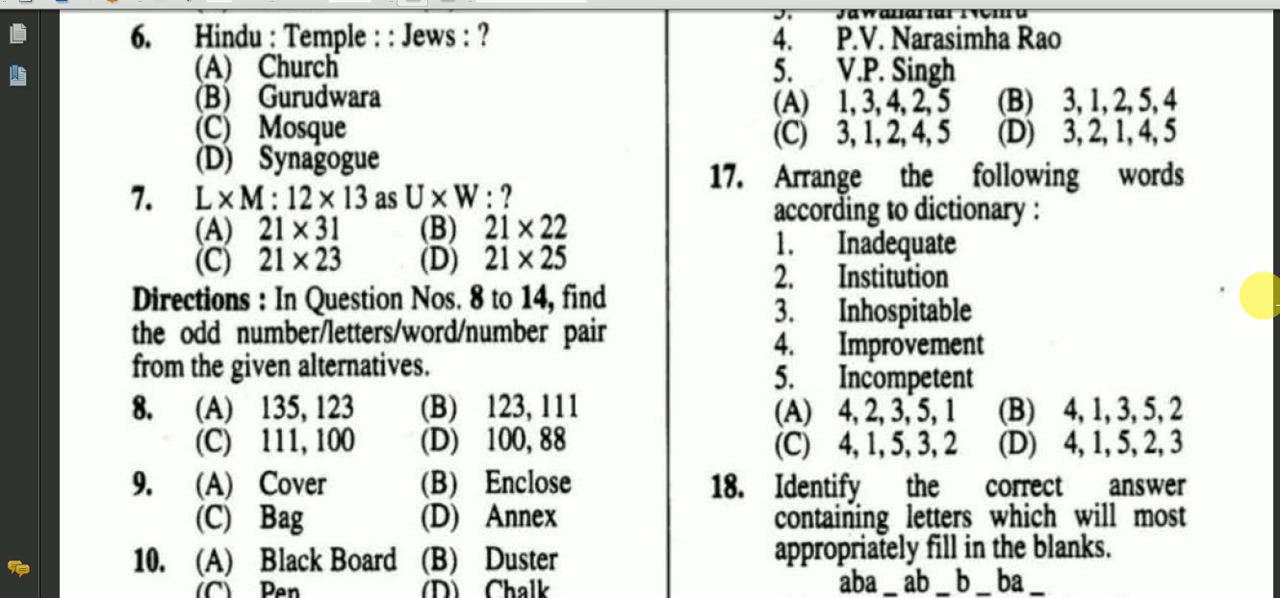 6. Hindu : Temple : : Jews : ?
(A) Church
(B) Gurudwara
(C) Mosque
(D) Synagogue
7. L × M : 12 × 13 as U × W : ?
(A) 21 × 31 (B) 21 × 22
(C) 21 × 23 (D) 21 × 25
Directions : In Question Nos. 8 to 14, find
the odd number/letters/word/number pair
from the given alternatives.
8. (A) 135, 123 (B) 123, 111
(C) 111, 100 (D) 100, 88
9. (A) Cover (B) Enclose
(C) Bag (D) Annex
10. (A) Black Board (B) Duster
(C) Pen (D) Chalk
3. Jawaharlal Nehru
4. P.V. Narasimha Rao
5. V.P. Singh
(A) 1, 3, 4, 2, 5 (B) 3, 1, 2, 5, 4
(C) 3, 1, 2, 4, 5 (D) 3, 2, 1, 4, 5
17. Arrange the following words
according to dictionary :
1. Inadequate
2. Institution
3. Inhospitable
4. Improvement
5. Incompetent
(A) 4, 2, 3, 5, 1 (B) 4, 1, 3, 5, 2
(C) 4, 1, 5, 3, 2 (D) 4, 1, 5, 2, 3
18. Identify the correct answer
containing letters which will most
appropriately fill in the blanks.
aba _ ab _ b _ ba _